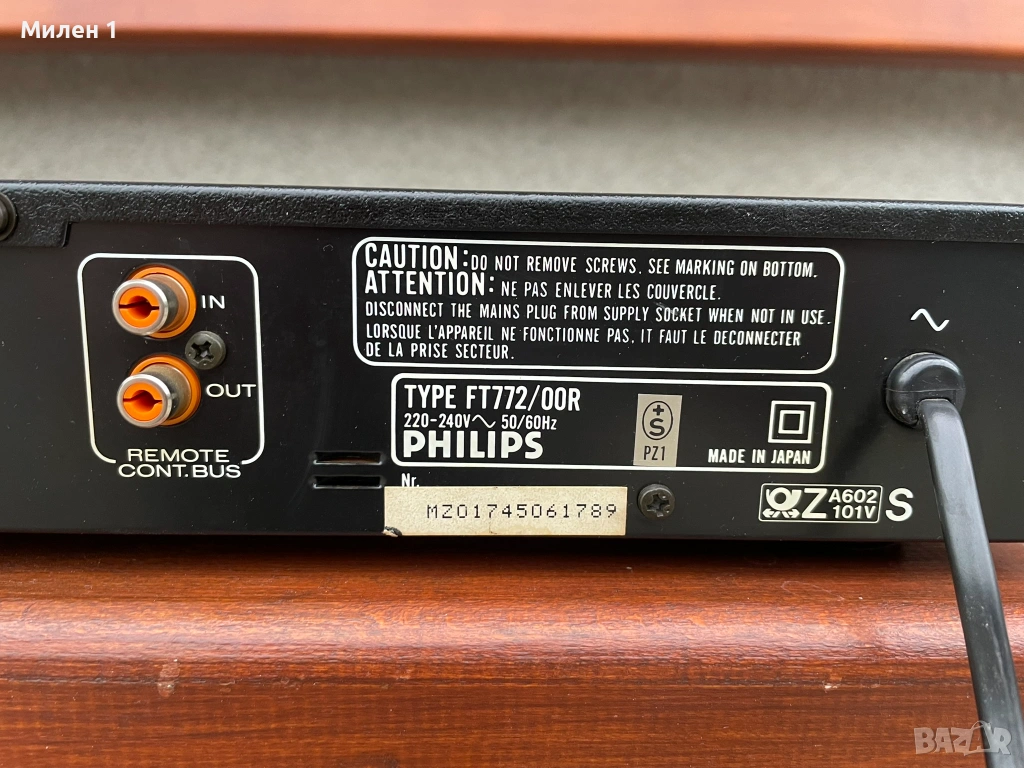 Милен 1
IN
OUT
REMOTE
CONT. BUS
CAUTION: DO NOT REMOVE SCREWS. SEE MARKING ON BOTTOM.
ATTENTION: NE PAS ENLEVER LES COUVERCLE.
DISCONNECT THE MAINS PLUG FROM SUPPLY SOCKET WHEN NOT IN USE.
LORSQUE L'APPAREIL NE FONCTIONNE PAS, IT FAUT LE DECONNECTER
DE LA PRISE SECTEUR.
TYPE FT772/00R
220-240V~ 50/60Hz
PHILIPS
+S
PZ1
MADE IN JAPAN
Nr.
MZ01745061789
Z A602
101V S
BAZAR